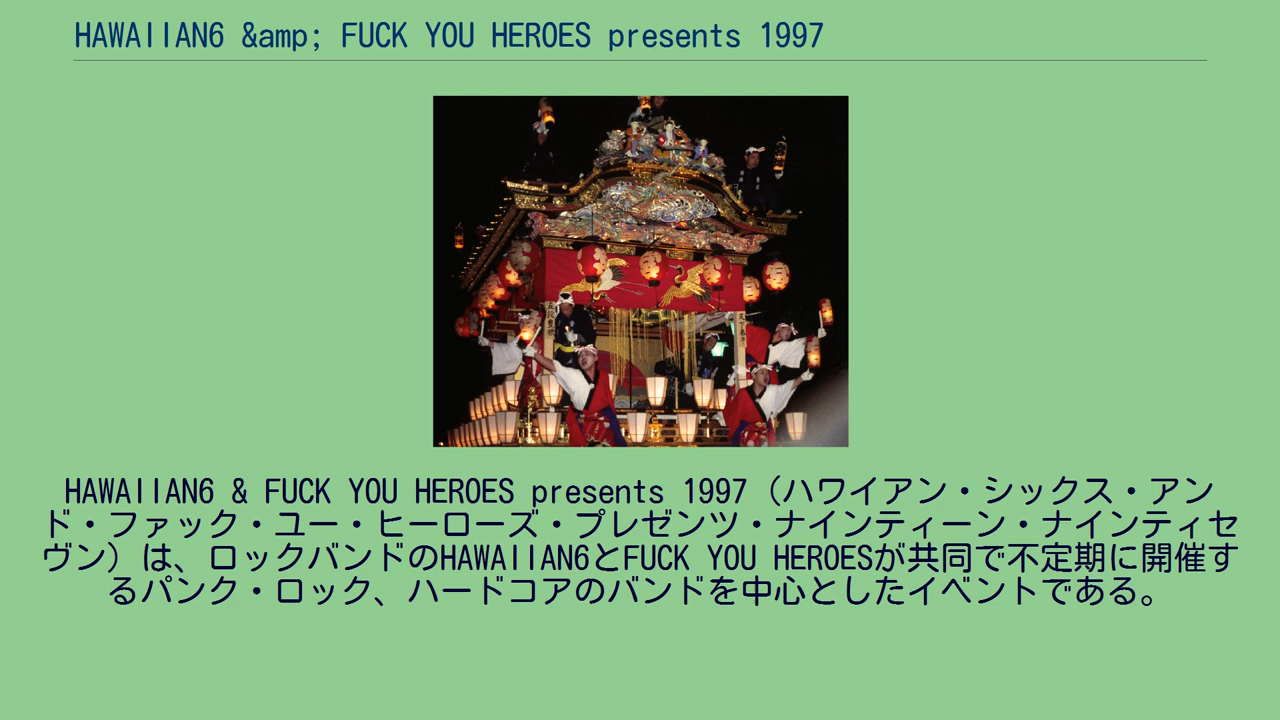 HAWAIIAN6 &amp; FUCK YOU HEROES presents 1997
HAWAIIAN6 & FUCK YOU HEROES presents 1997（ハワイアン・シックス・アン
ド・ファック・ユー・ヒーローズ・プレゼンツ・ナインティーン・ナインティセ
ヴン）は、ロックバンドのHAWAIIAN6とFUCK YOU HEROESが共同で不定期に開催す
るパンク・ロック、ハードコアのバンドを中心としたイベントである。